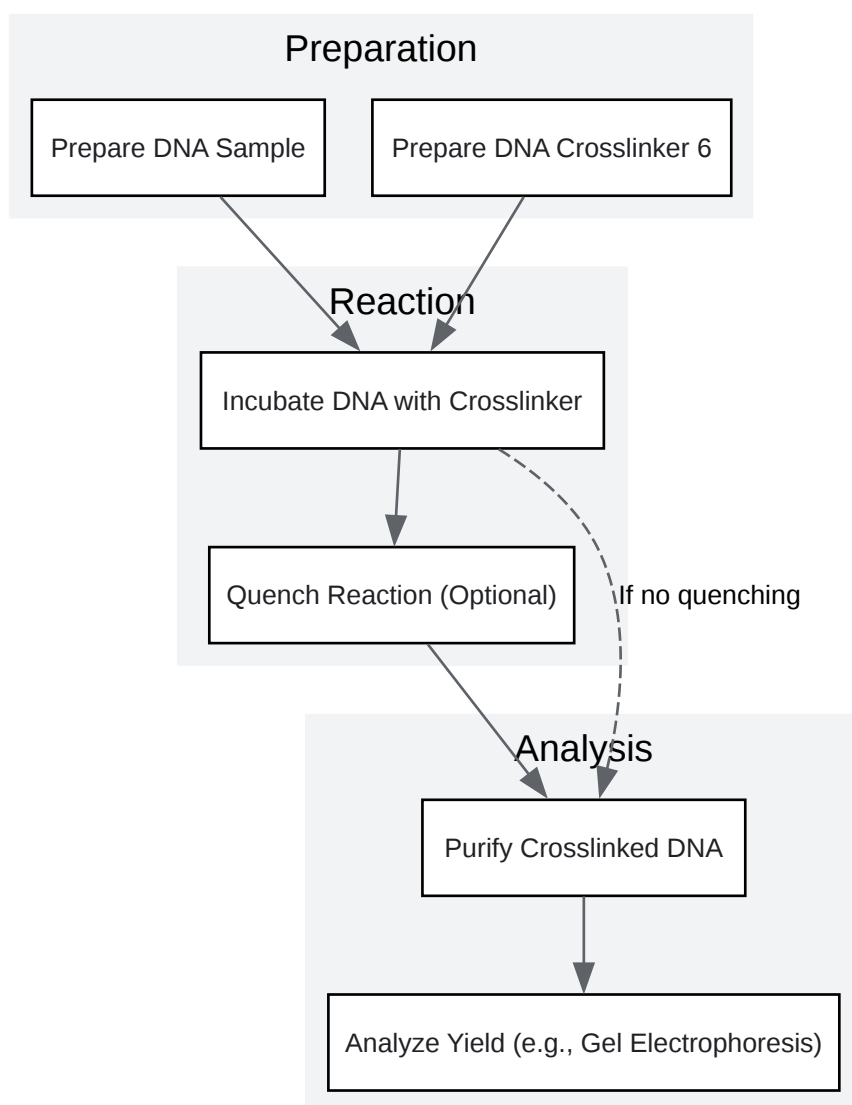 Preparation
Prepare DNA Sample
Prepare DNA Crosslinker 6
Reaction
Incubate DNA with Crosslinker
Quench Reaction (Optional)
If no quenching
Analysis
Purify Crosslinked DNA
Analyze Yield (e.g., Gel Electrophoresis)